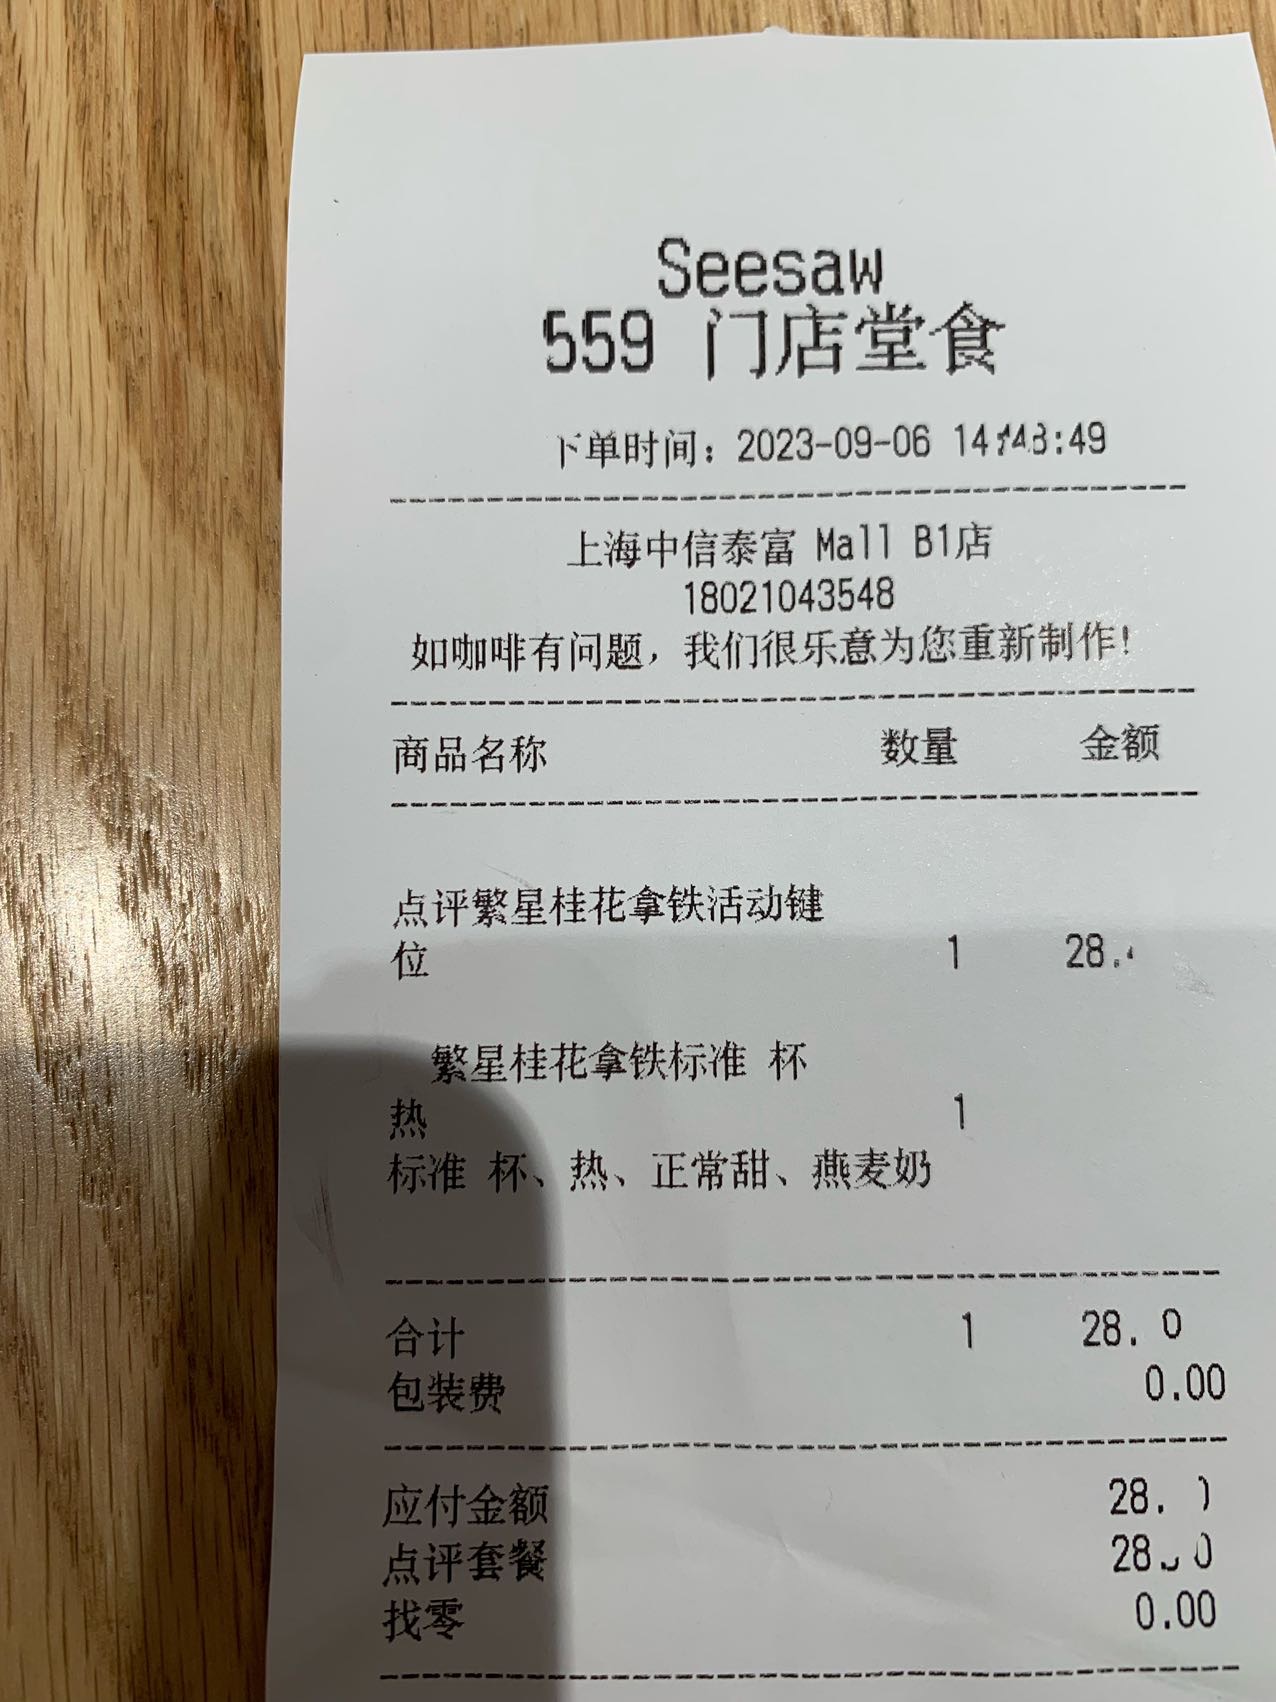 Seesaw
559 门店堂食
下单时间：2023-09-06
上海中信泰富 Mall B1店
18021043548
如咖啡有问题，我们很乐意为您重新制作！
商品名称 数量 金额
点评繁星桂花拿铁活动键
位 1
繁星桂花拿铁标准 杯
热 1
标准 杯、热、正常甜、燕麦奶
合计 1
包装费 0.00
应付金额
点评套餐
找零 0.00